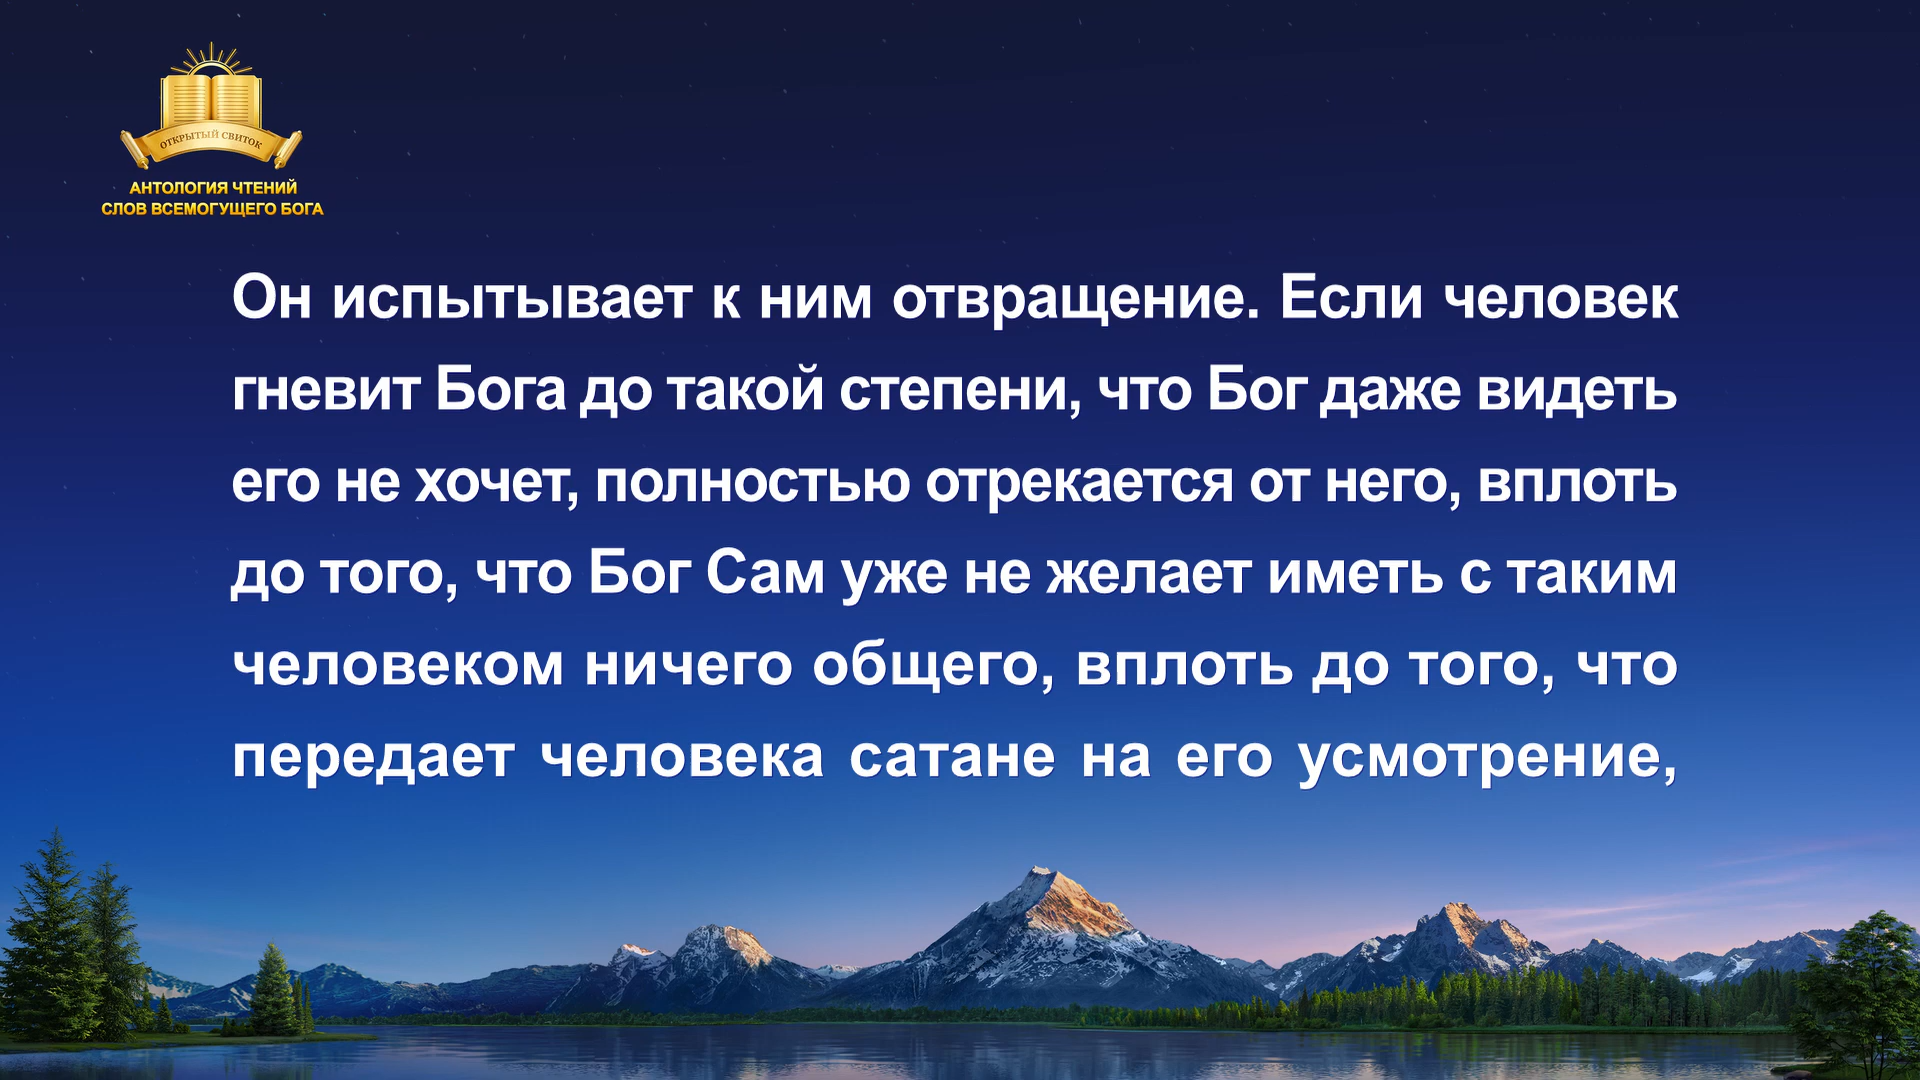 ОТКРЫТЫЙ СВИТОК
АНТОЛОГИЯ ЧТЕНИЙ
СЛОВ ВСЕМОГУЩЕГО БОГА
Он испытывает к ним отвращение. Если человек
гневит Бога до такой степени, что Бог даже видеть
его не хочет, полностью отрекается от него, вплоть
до того, что Бог Сам уже не желает иметь с таким
человеком ничего общего, вплоть до того, что
передает человека сатане на его усмотрение,